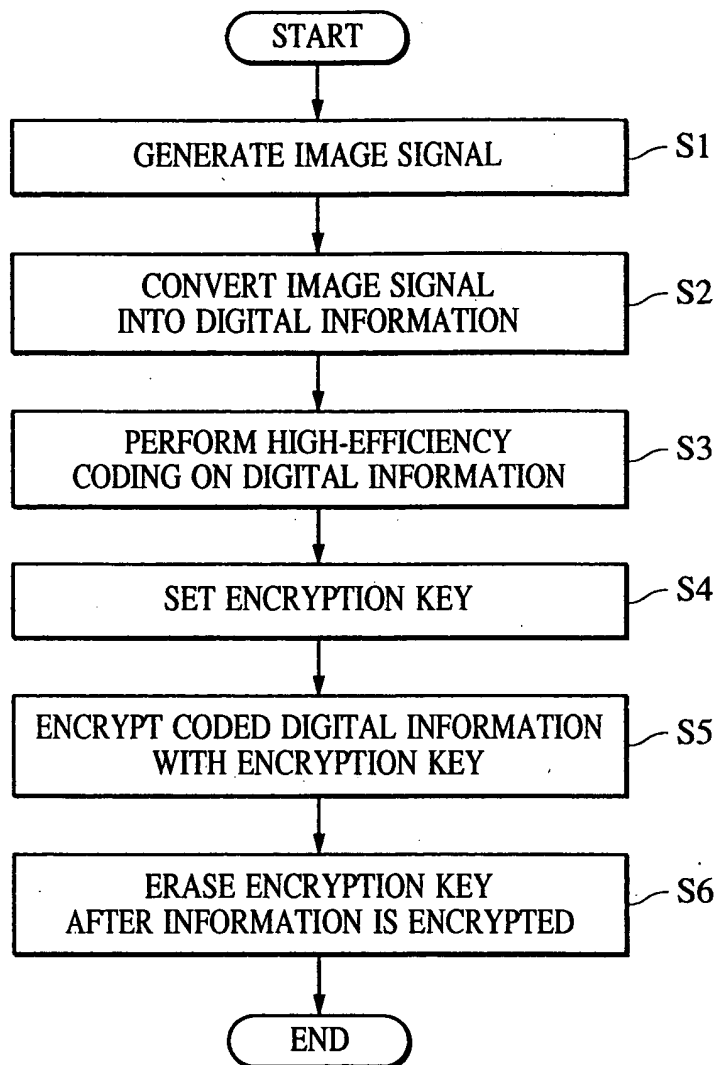 START
GENERATE IMAGE SIGNAL
S1
CONVERT IMAGE SIGNAL
INTO DIGITAL INFORMATION
S2
PERFORM HIGH-EFFICIENCY
CODING ON DIGITAL INFORMATION
S3
SET ENCRYPTION KEY
S4
ENCRYPT CODED DIGITAL INFORMATION
WITH ENCRYPTION KEY
S5
ERASE ENCRYPTION KEY
AFTER INFORMATION IS ENCRYPTED
S6
END